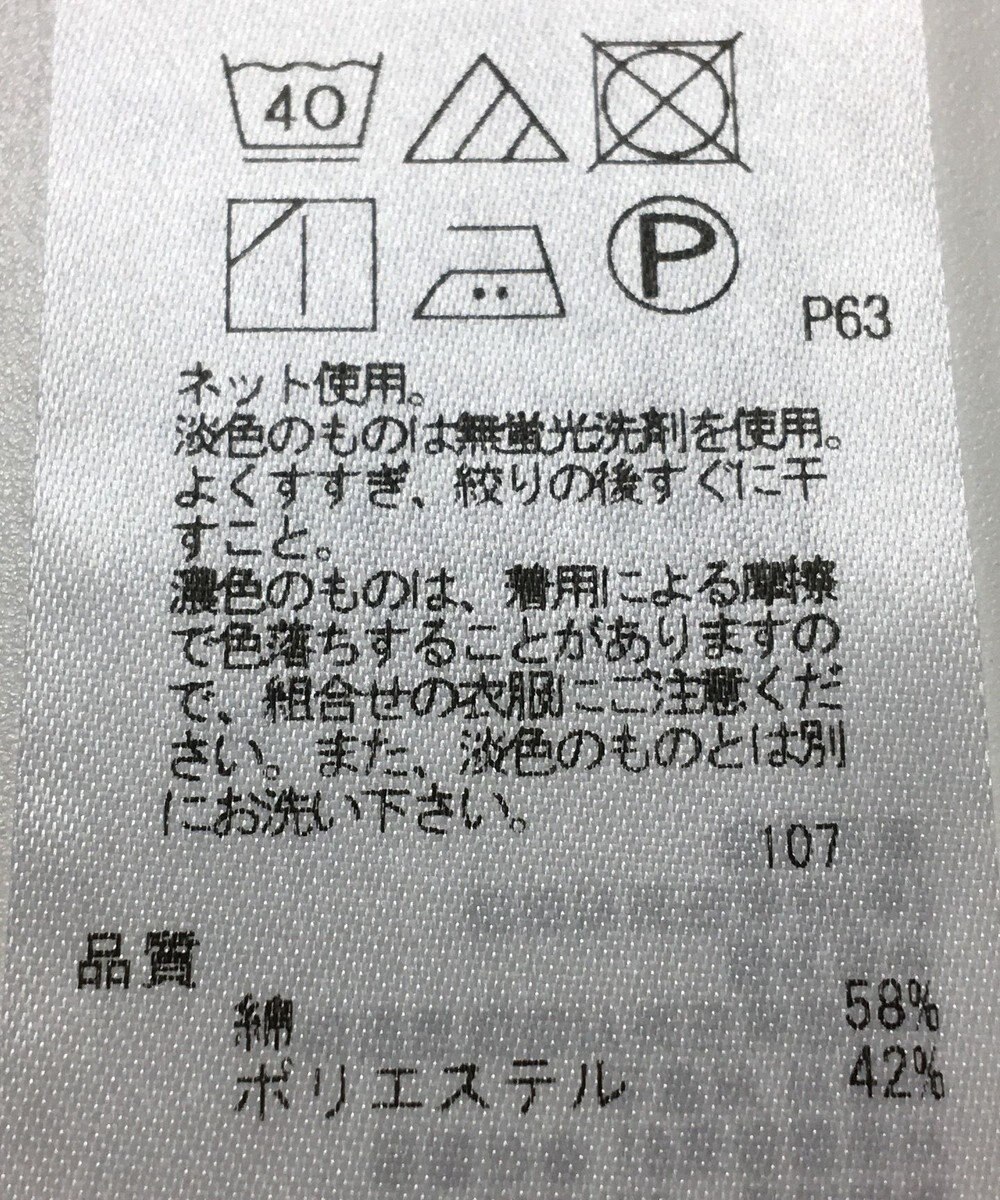 40
P
P63
ネット使用。
淡色のものは無蛍光洗剤を使用。
よくすすぎ、絞りの後すぐに干
すこと。
濃色のものは、着用による摩擦
で色落ちすることがありますの
で、組合せの衣服にご注意くだ
さい。また、淡色のものとは別
にお洗い下さい。
107
品質
綿 58%
ポリエステル 42%